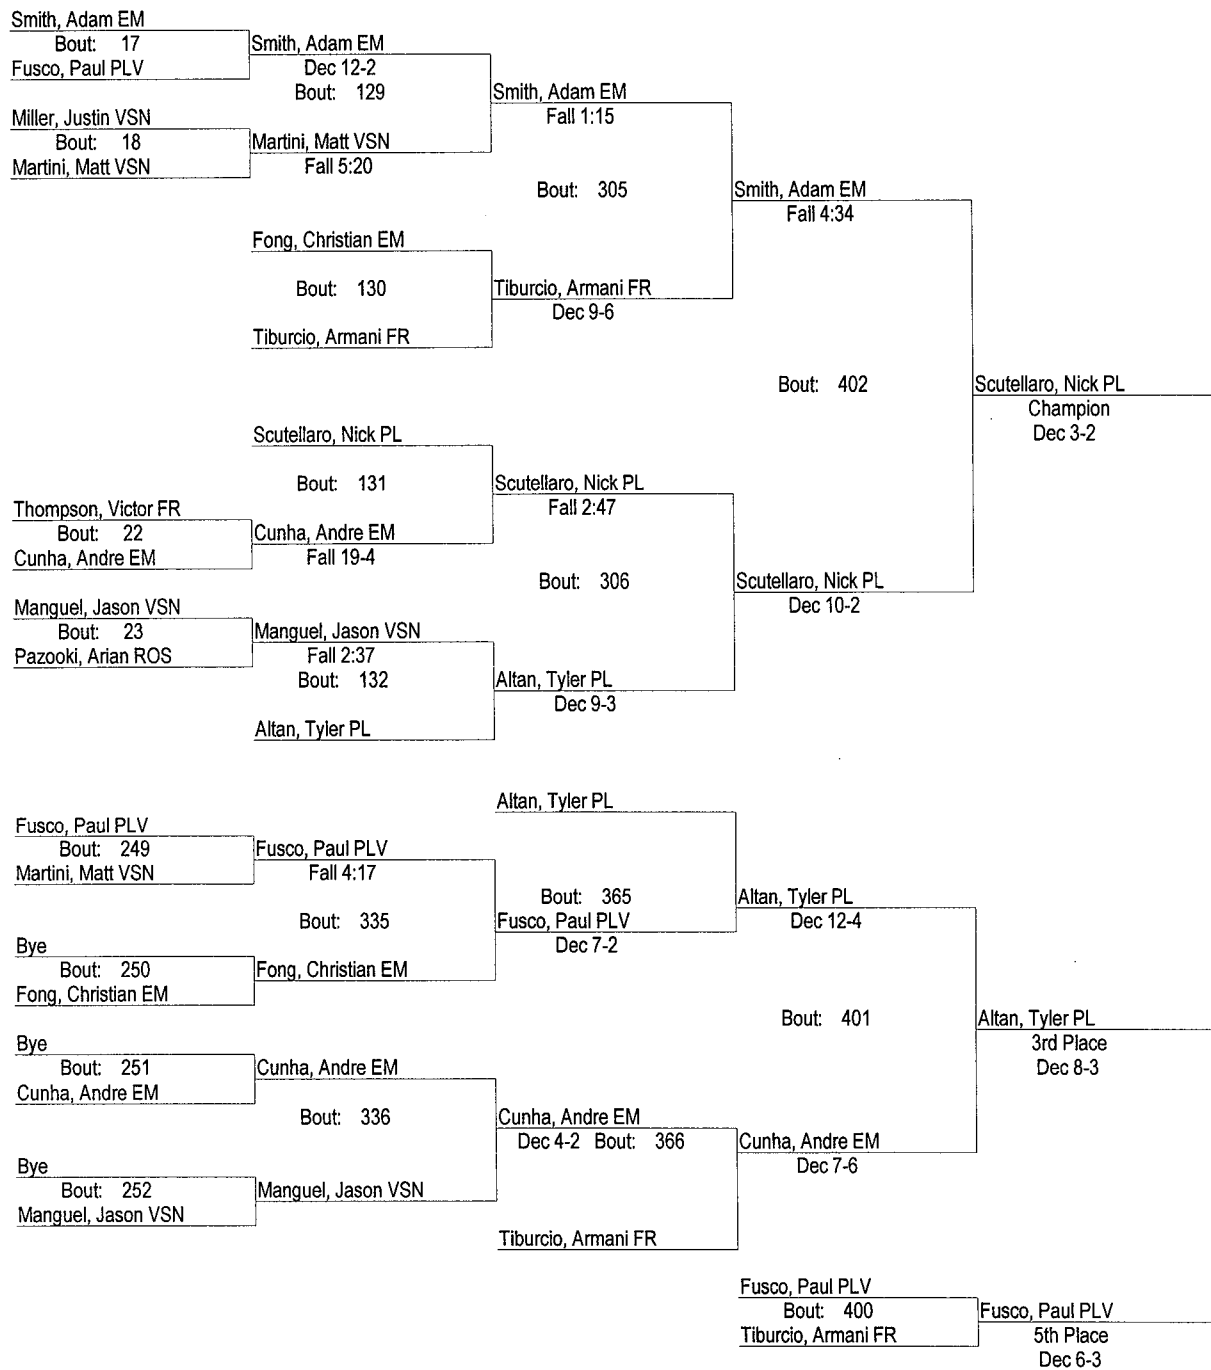 Smith, Adam EM
Bout: 17
Fusco, Paul PLV
Smith, Adam EM
Dec 12-2
Bout: 129
Miller, Justin VSN
Bout: 18
Martini, Matt VSN
Martini, Matt VSN
Fall 5:20
Smith, Adam EM
Fall 1:15
Bout: 305
Fong, Christian EM
Bout: 130
Tiburcio, Armani FR
Tiburcio, Armani FR
Dec 9-6
Smith, Adam EM
Fall 4:34
Bout: 402
Scutellaro, Nick PL
Champion
Dec 3-2
Scutellaro, Nick PL
Bout: 131
Thompson, Victor FR
Bout: 22
Cunha, Andre EM
Cunha, Andre EM
Fall 19-4
Scutellaro, Nick PL
Fall 2:47
Bout: 306
Scutellaro, Nick PL
Dec 10-2
Manguel, Jason VSN
Bout: 23
Pazooki, Arian ROS
Manguel, Jason VSN
Fall 2:37
Bout: 132
Altan, Tyler PL
Altan, Tyler PL
Dec 9-3
Altan, Tyler PL
Fusco, Paul PLV
Bout: 249
Martini, Matt VSN
Fusco, Paul PLV
Fall 4:17
Bout: 335
Bye
Bout: 250
Fong, Christian EM
Fong, Christian EM
Bout: 365
Fusco, Paul PLV
Dec 7-2
Altan, Tyler PL
Dec 12-4
Bout: 401
Altan, Tyler PL
3rd Place
Dec 8-3
Bye
Bout: 251
Cunha, Andre EM
Cunha, Andre EM
Bout: 336
Bye
Bout: 252
Manguel, Jason VSN
Manguel, Jason VSN
Cunha, Andre EM
Dec 4-2 Bout: 366
Tiburcio, Armani FR
Cunha, Andre EM
Dec 7-6
Fusco, Paul PLV
Bout: 400
Tiburcio, Armani FR
Fusco, Paul PLV
5th Place
Dec 6-3